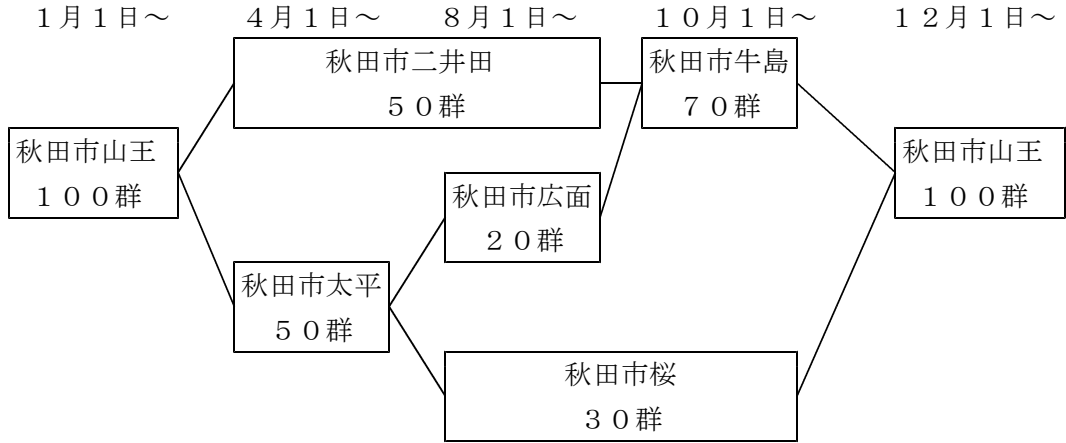 １月１日～　４月１日～　８月１日～　１０月１日～　１２月１日～
秋田市二井田
５０群
秋田市牛島
７０群
秋田市山王
１００群
秋田市山王
１００群
秋田市広面
２０群
秋田市太平
５０群
秋田市桜
３０群